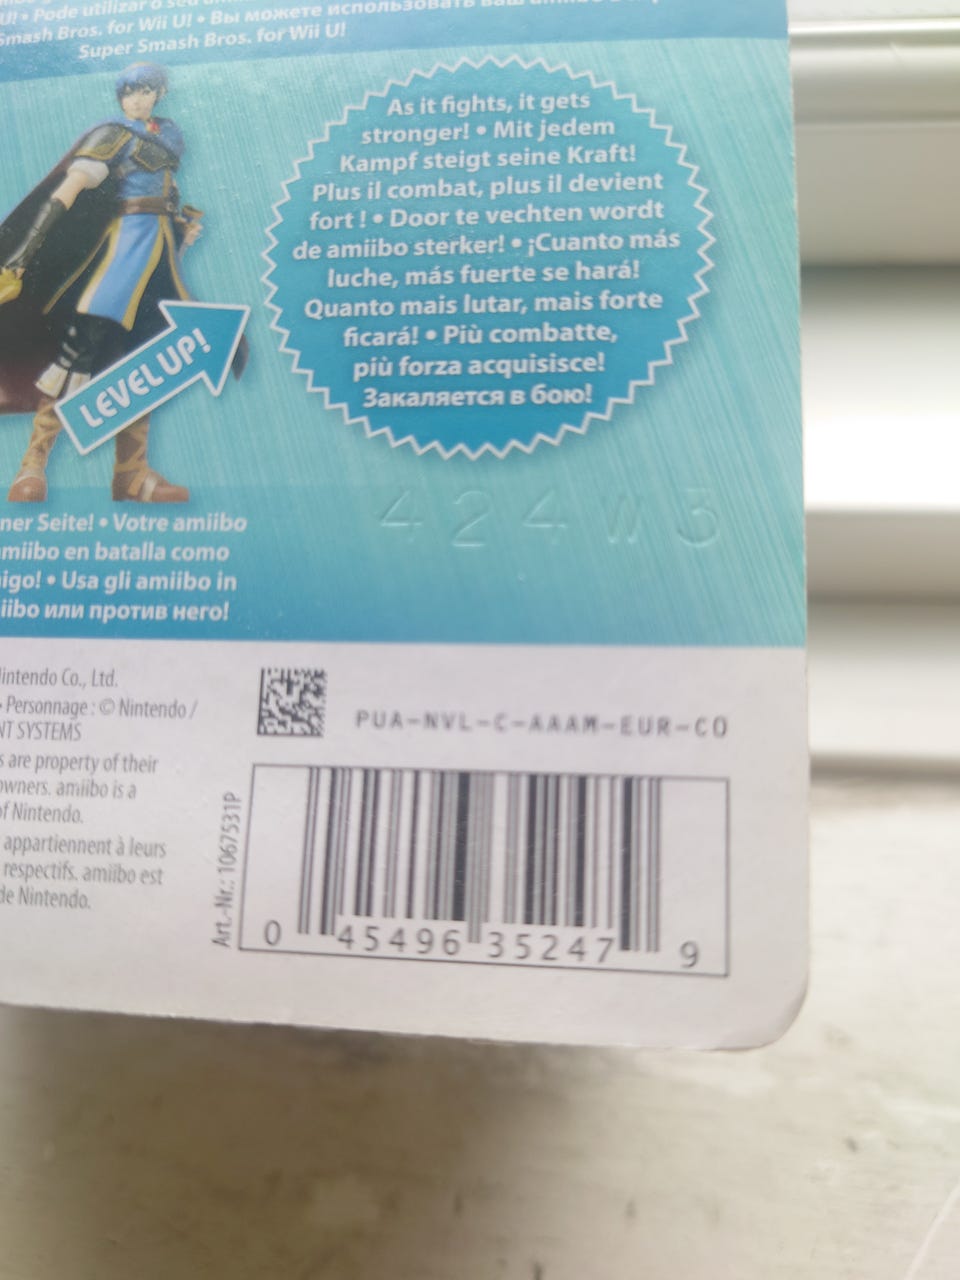 U! • Pode utilizar o seu
Smash Bros. for Wii U! • Вы можете использовать ваш amiibo
Super Smash Bros. for Wii U!
As it fights, it gets
stronger! • Mit jedem
Kampf steigt seine Kraft!
Plus il combat, plus il devient
fort ! • Door te vechten wordt
de amiibo sterker! • ¡Cuanto más
luche, más fuerte se hará!
Quanto mais lutar, mais forte
ficará! • Più combatte,
più forza acquisisce!
Закаляется в бою!
LEVEL UP!
424W3
ner Seite! • Votre amiibo
amiibo en batalla como
igo! • Usa gli amiibo in
iibo или против него!
Nintendo Co., Ltd.
• Personnage : © Nintendo /
NT SYSTEMS
s are property of their
owners. amiibo is a
of Nintendo.
appartiennent à leurs
respectifs. amiibo est
de Nintendo.
PUA-NVL-C-AAAM-EUR-C0
Art.-Nr.: 1067531P
0 45496 35247 9